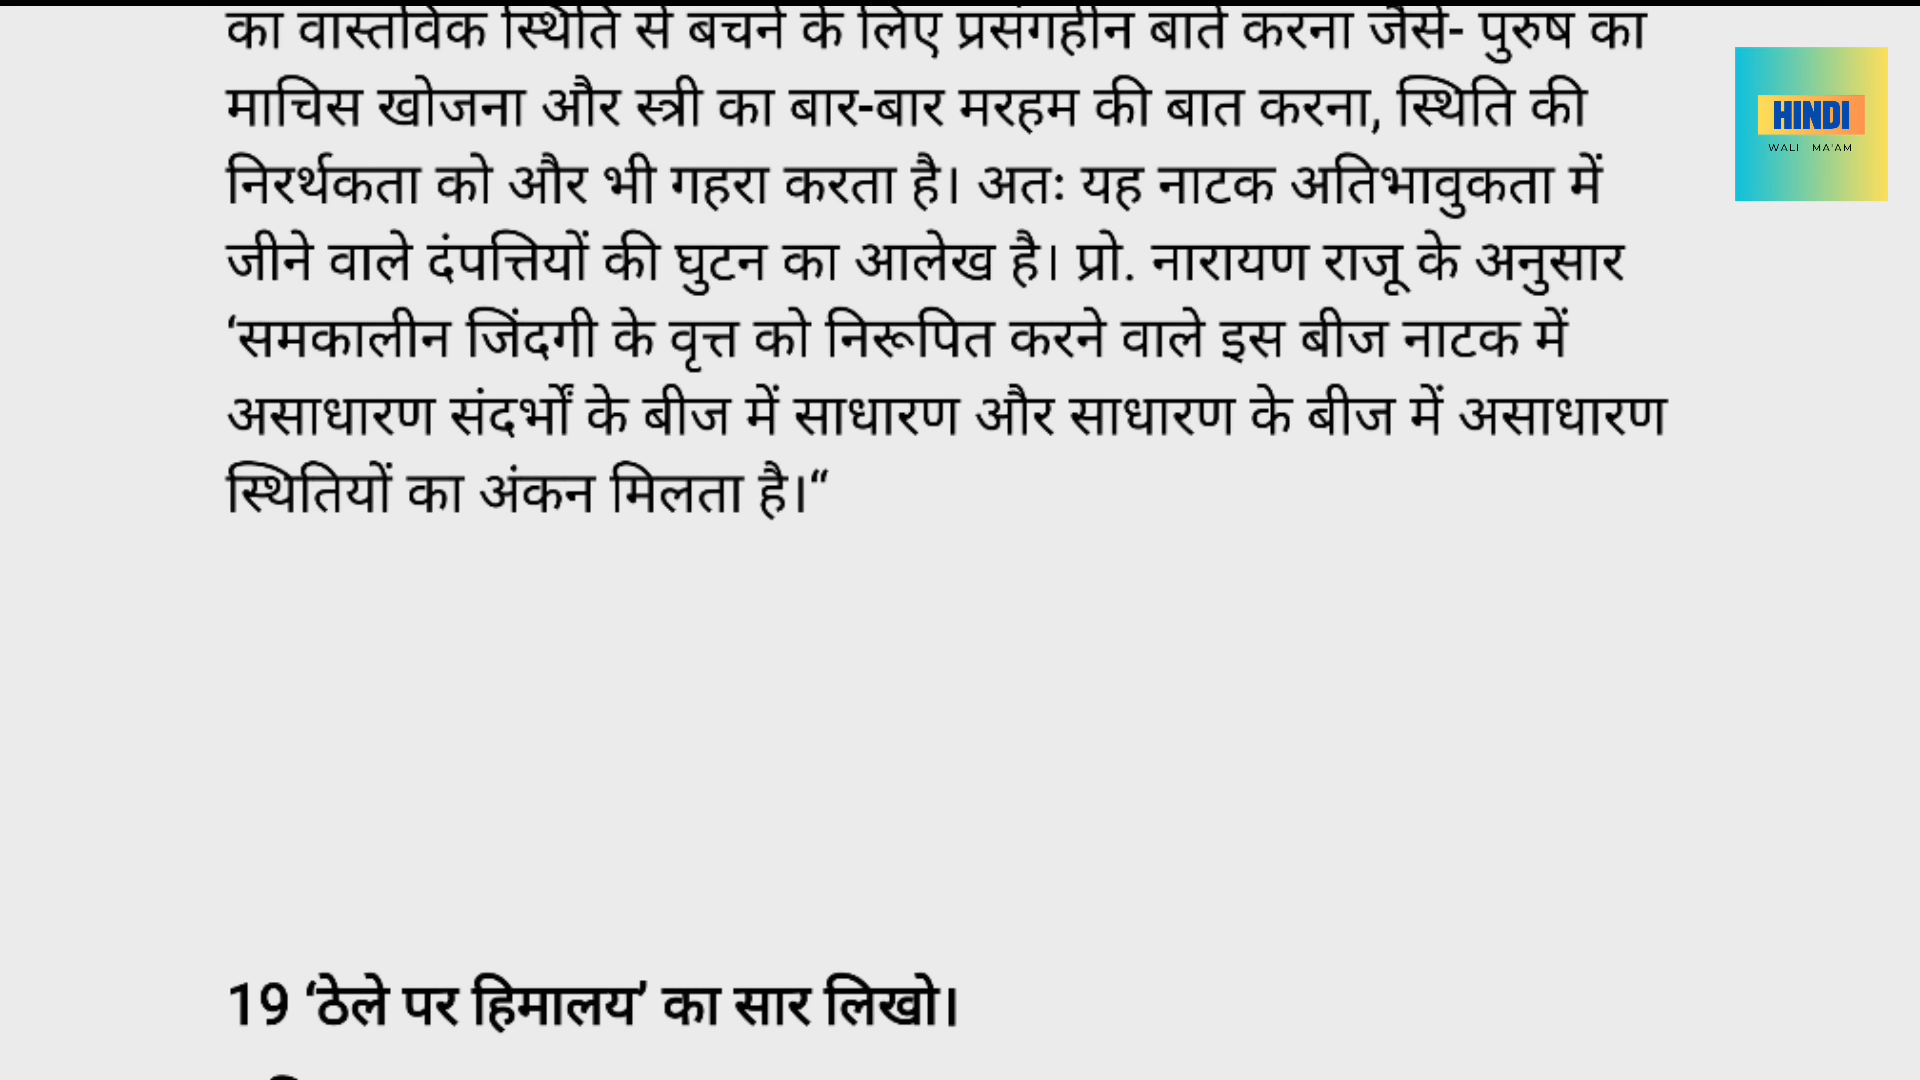 का वास्तविक स्थिति से बचने के लिए प्रसंगहीन बातें करना जैसे- पुरुष का
माचिस खोजना और स्त्री का बार-बार मरहम की बात करना, स्थिति की
निरर्थकता को और भी गहरा करता है। अतः यह नाटक अतिभावुकता में
जीने वाले दंपत्तियों की घुटन का आलेख है। प्रो. नारायण राजू के अनुसार
‘समकालीन जिंदगी के वृत्त को निरूपित करने वाले इस बीज नाटक में
असाधारण संदर्भों के बीज में साधारण और साधारण के बीज में असाधारण
स्थितियों का अंकन मिलता है।“
19 ‘ठेले पर हिमालय’ का सार लिखो।
HINDI
WALI MA'AM